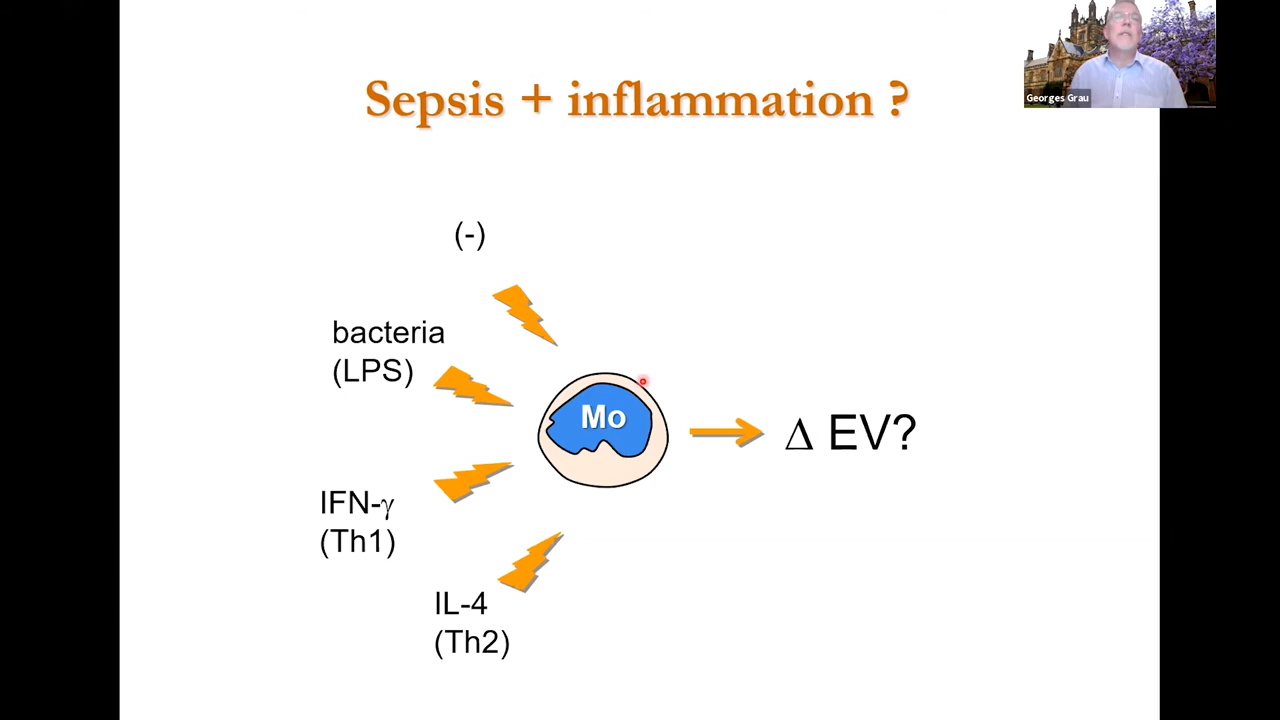 Georges Grau
Sepsis + inflammation ?
(-)
bacteria
(LPS)
Mo
Δ EV?
IFN-γ
(Th1)
IL-4
(Th2)